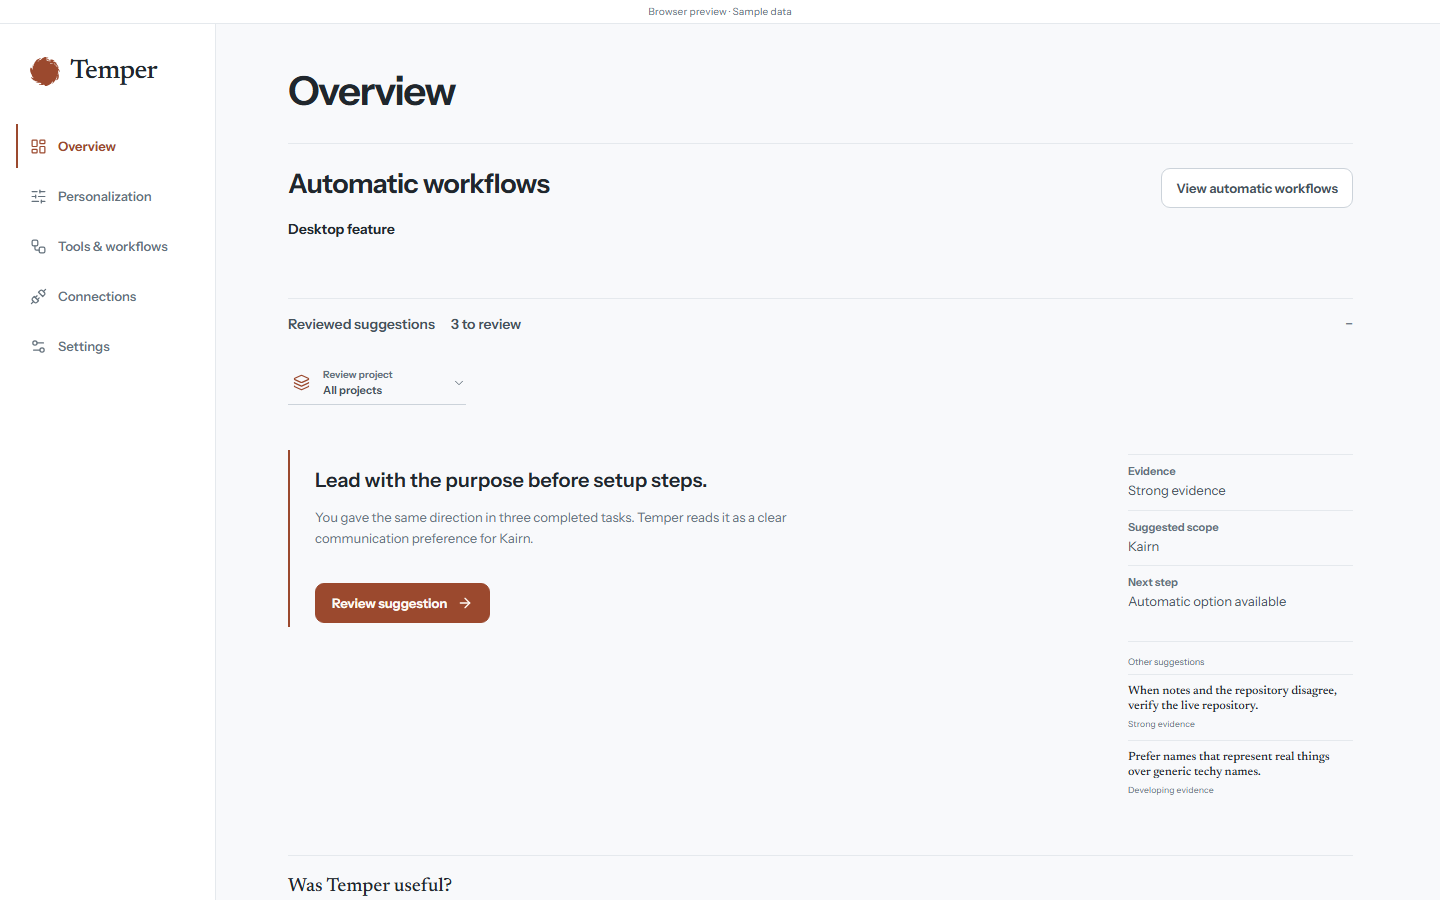 Browser preview · Sample data
Temper
Overview
Personalization
Tools & workflows
Connections
Settings
Overview
Automatic workflows
View automatic workflows
Desktop feature
Reviewed suggestions 3 to review
Review project
All projects
Lead with the purpose before setup steps.
You gave the same direction in three completed tasks. Temper reads it as a clear
communication preference for Kairn.
Review suggestion
Evidence
Strong evidence
Suggested scope
Kairn
Next step
Automatic option available
Other suggestions
When notes and the repository disagree,
verify the live repository.
Strong evidence
Prefer names that represent real things
over generic techy names.
Developing evidence
Was Temper useful?